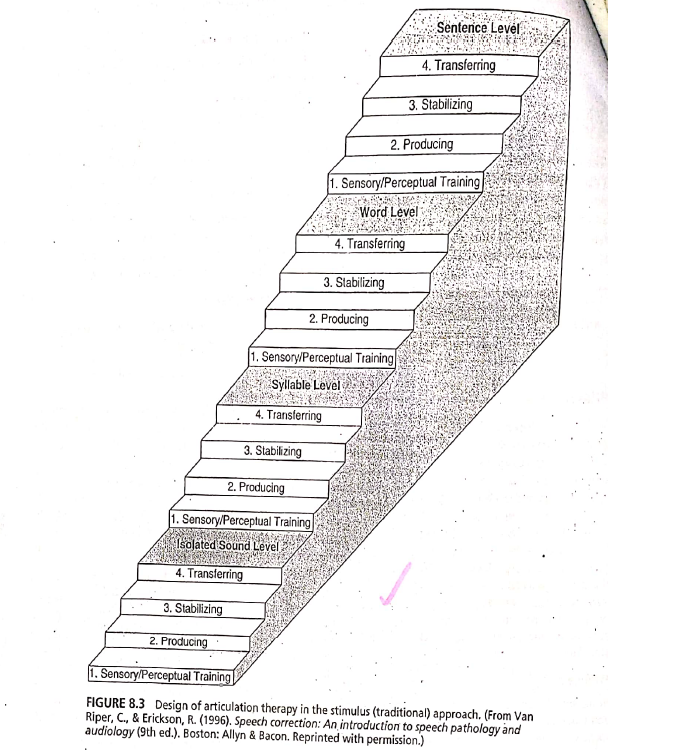 Sentence Level
4. Transferring
3. Stabilizing
2. Producing
1. Sensory/Perceptual Training
Word Level
4. Transferring
3. Stabilizing
2. Producing
1. Sensory/Perceptual Training
Syllable Level
4. Transferring
3. Stabilizing
2. Producing
1. Sensory/Perceptual Training
Isolated Sound Level
4. Transferring
3. Stabilizing
2. Producing
1. Sensory/Perceptual Training
FIGURE 8.3 Design of articulation therapy in the stimulus (traditional) approach. (From Van
Riper, C., & Erickson, R. (1996). Speech correction: An introduction to speech pathology and
audiology (9th ed.). Boston: Allyn & Bacon. Reprinted with permission.)